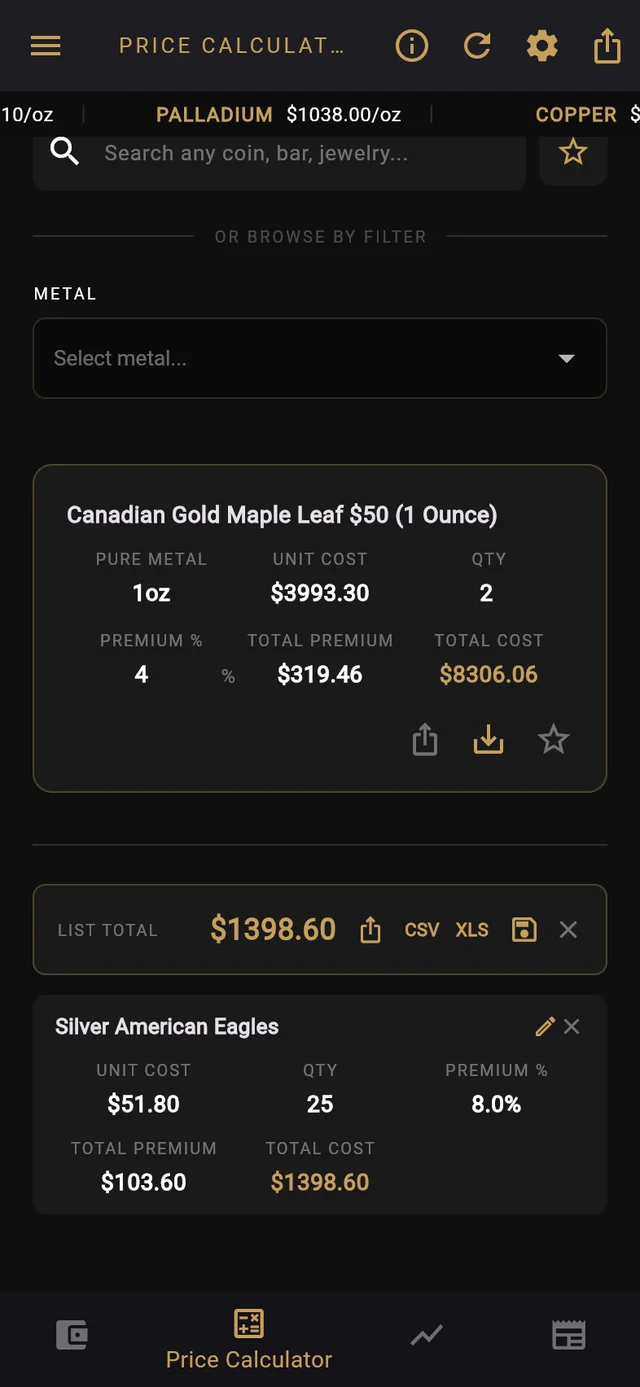 PRICE CALCULAT...
10/oz PALLADIUM $1038.00/oz COPPER $
Search any coin, bar, jewelry...
OR BROWSE BY FILTER
METAL
Select metal...
Canadian Gold Maple Leaf $50 (1 Ounce)
PURE METAL UNIT COST QTY
1oz $3993.30 2
PREMIUM % TOTAL PREMIUM TOTAL COST
4 % $319.46 $8306.06
LIST TOTAL $1398.60 CSV XLS
Silver American Eagles
UNIT COST QTY PREMIUM %
$51.80 25 8.0%
TOTAL PREMIUM TOTAL COST
$103.60 $1398.60
Price Calculator